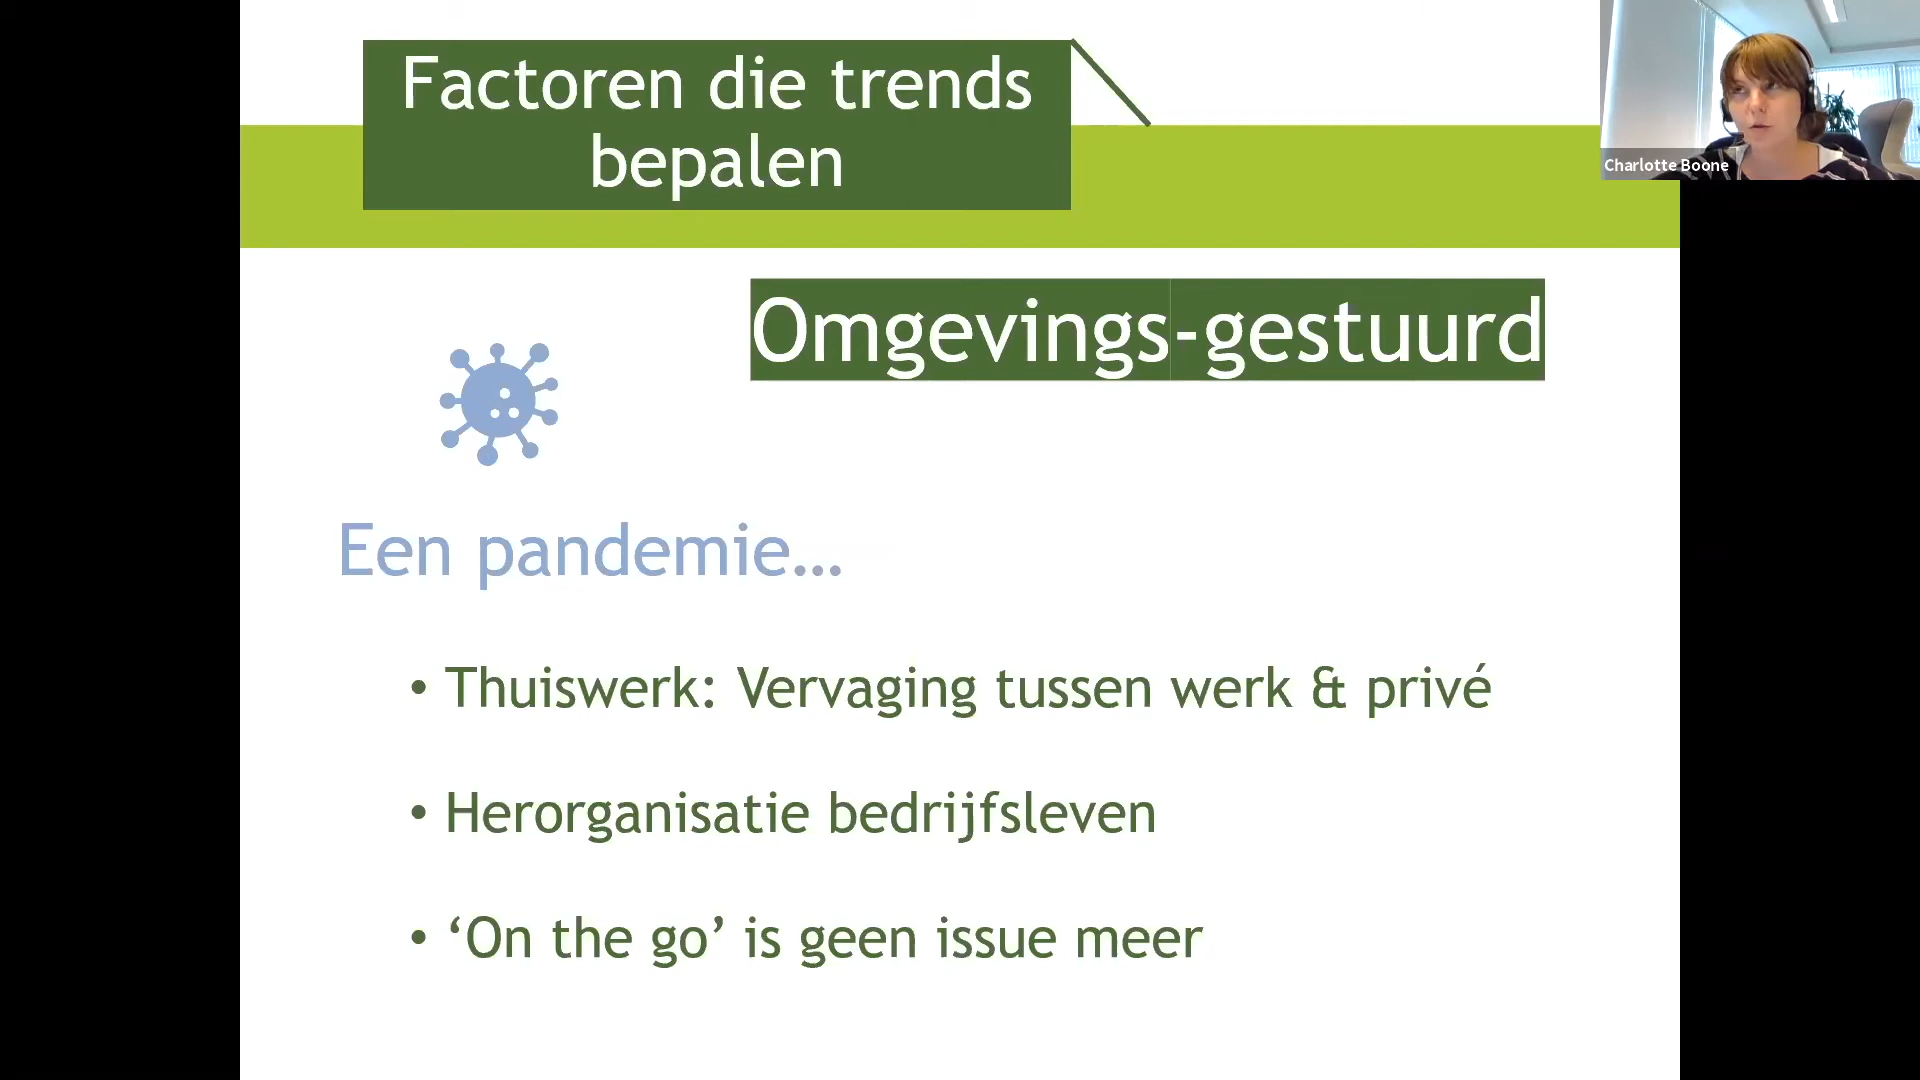 Factoren die trends
bepalen
Charlotte Boone
Omgevings-gestuurd
Een pandemie...
• Thuiswerk: Vervaging tussen werk & privé
• Herorganisatie bedrijfsleven
• ‘On the go’ is geen issue meer